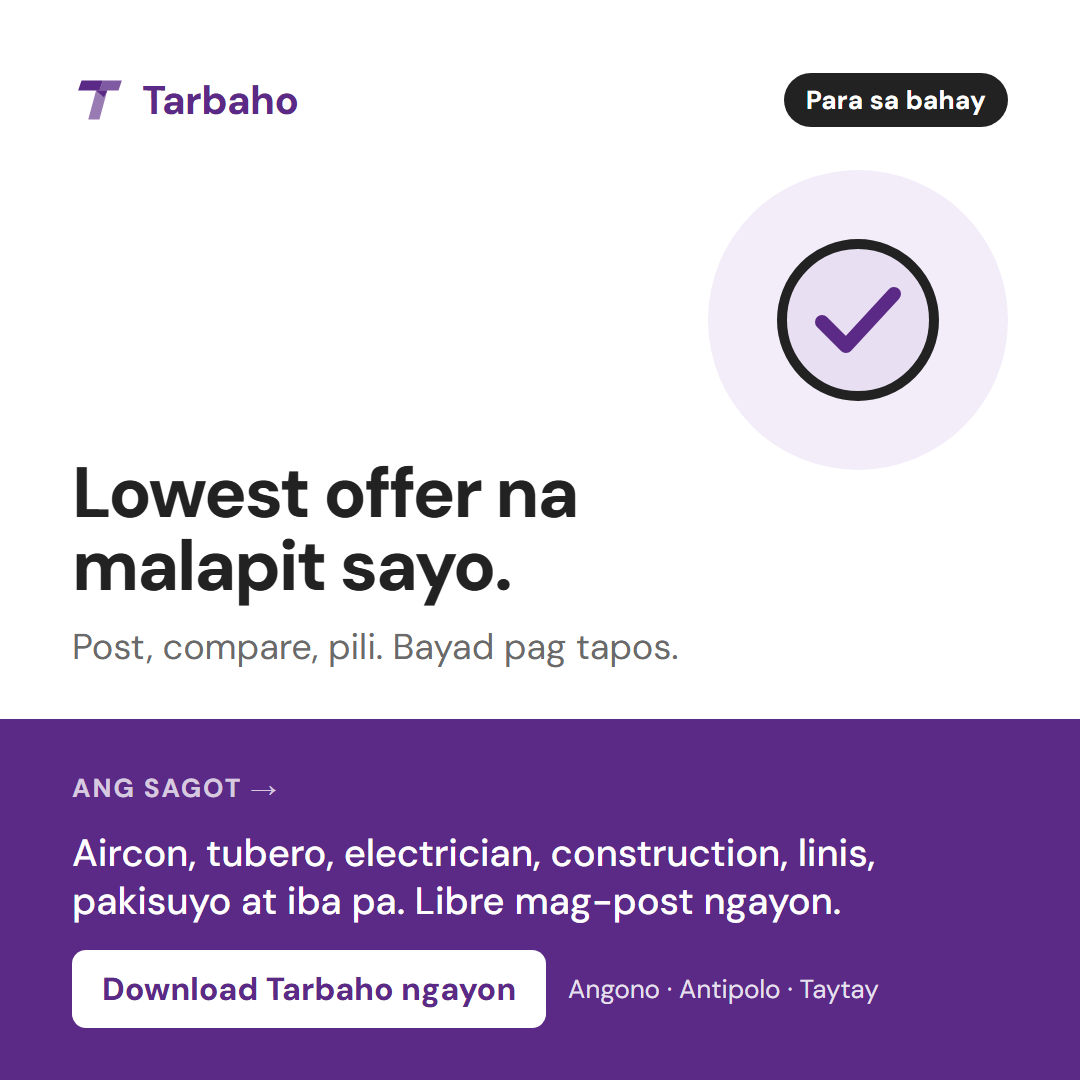 Tarbaho
Para sa bahay
Lowest offer na
malapit sayo.
Post, compare, pili. Bayad pag tapos.
ANG SAGOT →
Aircon, tubero, electrician, construction, linis,
pakisuyo at iba pa. Libre mag-post ngayon.
Download Tarbaho ngayon
Angono · Antipolo · Taytay